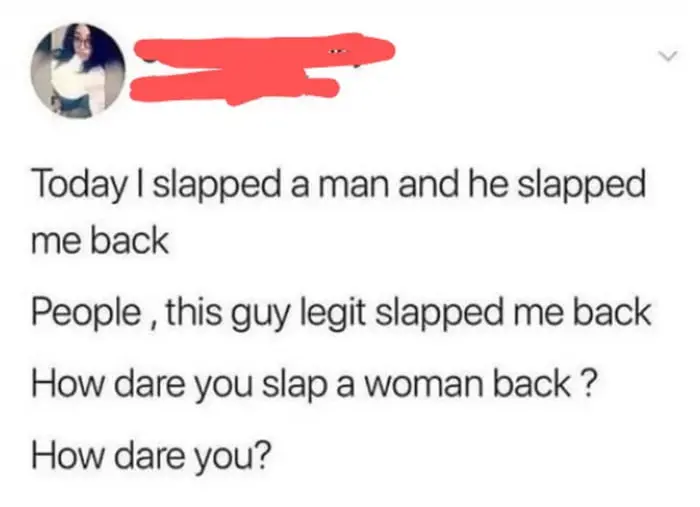 Today I slapped a man and he slapped
me back
People , this guy legit slapped me back
How dare you slap a woman back ?
How dare you?